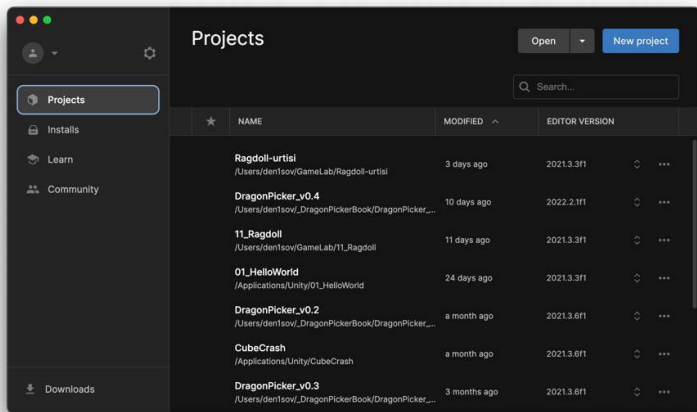 Projects
Open
New project
Search...
Projects
Installs
Learn
Community
Downloads
NAME MODIFIED EDITOR VERSION
Ragdoll-urtisi
/Users/den1sov/GameLab/Ragdoll-urtisi
3 days ago 2021.3.3f1
DragonPicker_v0.4
/Users/den1sov/_DragonPickerBook/DragonPicker_...
10 days ago 2022.2.1f1
11_Ragdoll
/Users/den1sov/GameLab/11_Ragdoll
11 days ago 2021.3.3f1
01_HelloWorld
/Applications/Unity/01_HelloWorld
24 days ago 2021.3.3f1
DragonPicker_v0.2
/Users/den1sov/_DragonPickerBook/DragonPicker_...
a month ago 2021.3.6f1
CubeCrash
/Applications/Unity/CubeCrash
a month ago 2021.3.6f1
DragonPicker_v0.3
/Users/den1sov/_DragonPickerBook/DragonPicker_...
3 months ago 2021.3.6f1